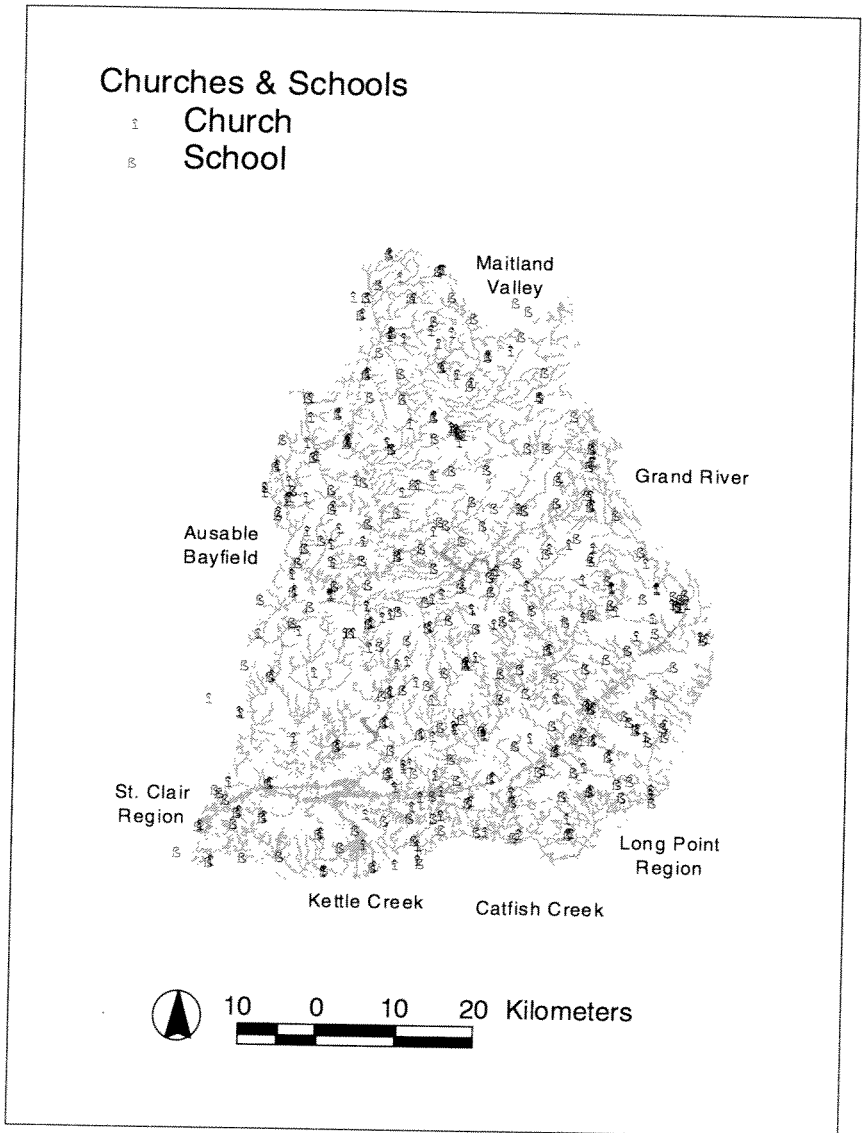 Churches & Schools
Church
School
Maitland
Valley
Grand River
Ausable
Bayfield
St. Clair
Region
Long Point
Region
Kettle Creek
Catfish Creek
10 0 10 20 Kilometers